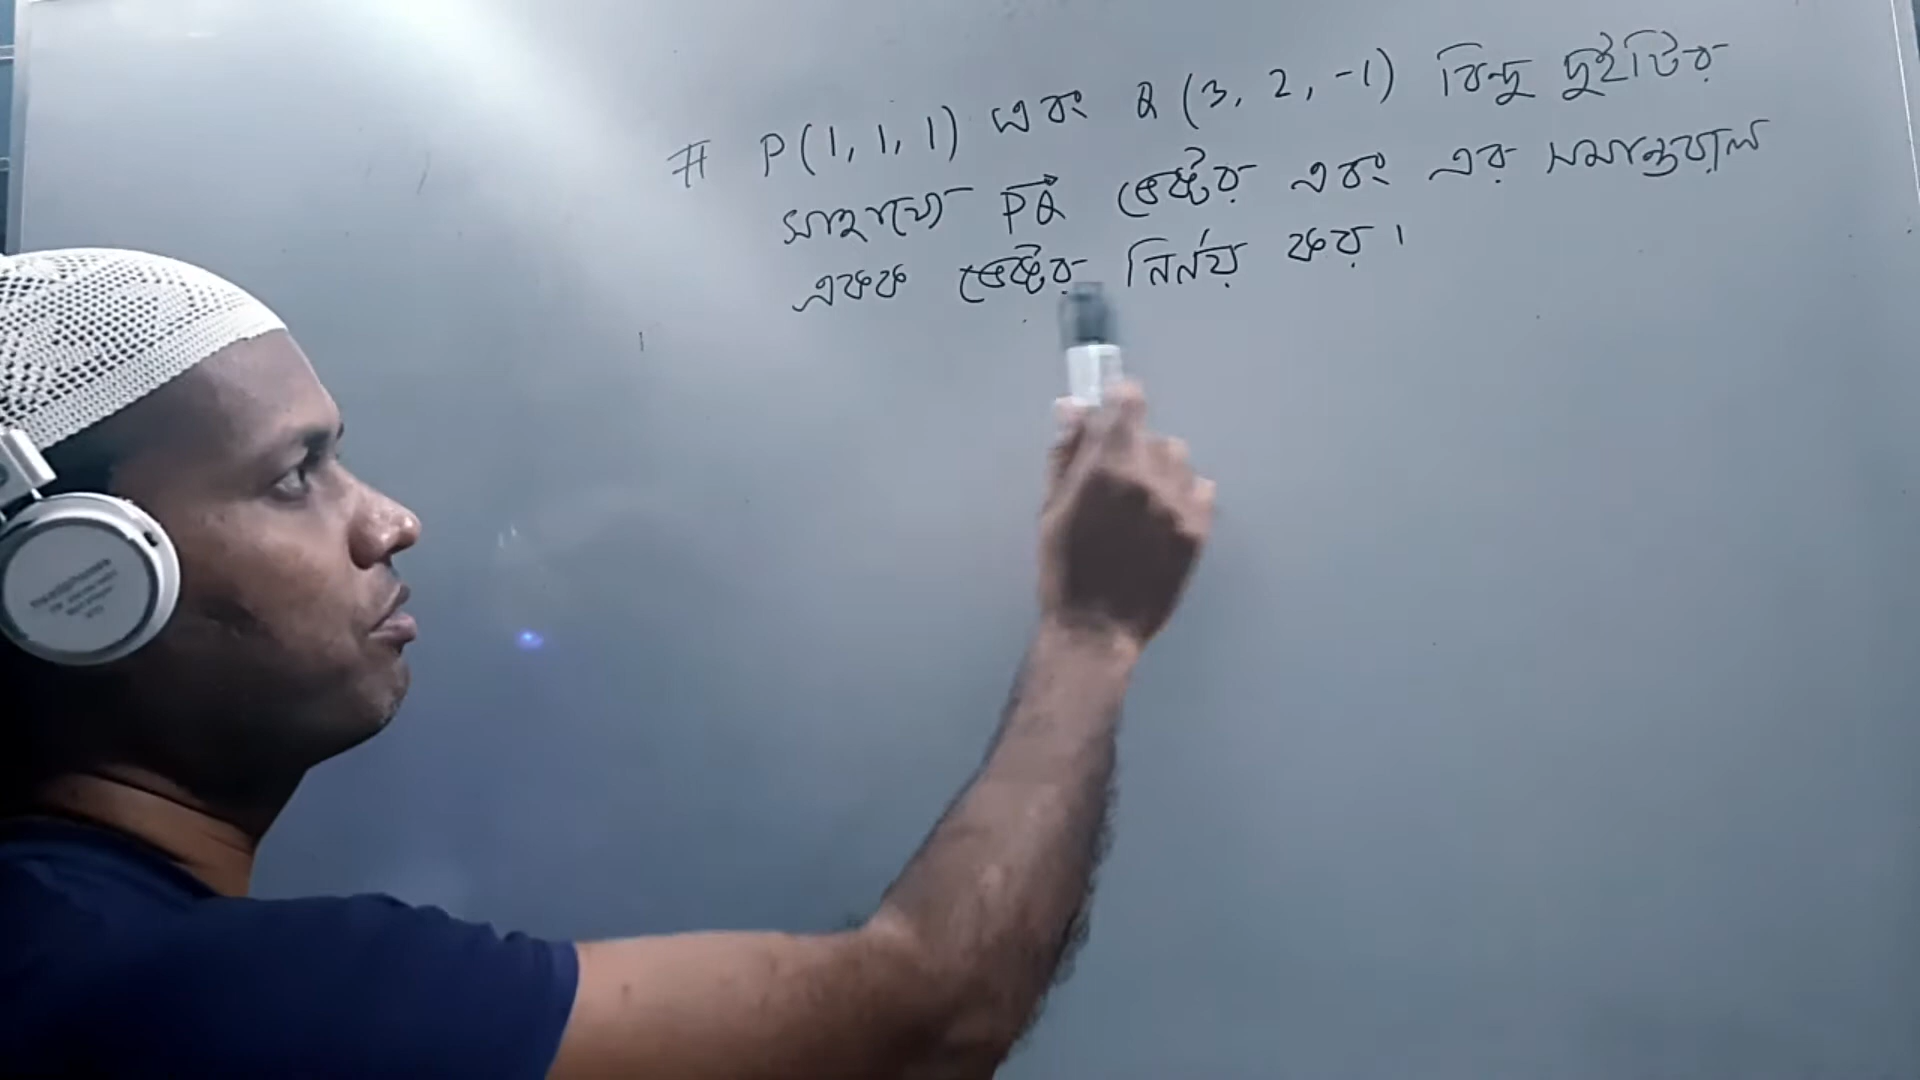 # P(1, 1, 1) এবং Q (3, 2, -1) বিন্দু দুইটির
সাহায্যে PQ ভেক্টর এবং এর সমান্তরাল
একক ভেক্টর নির্ণয় কর।